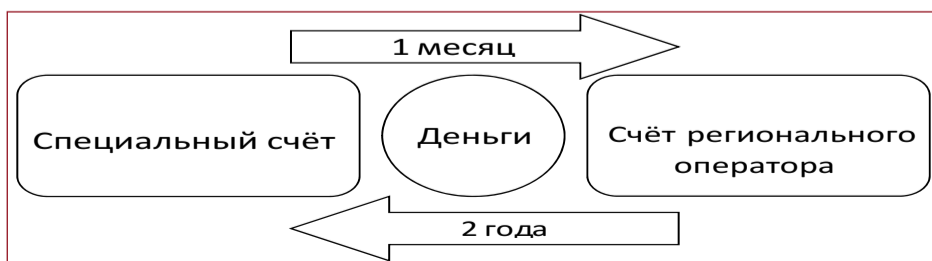 1 месяц
Специальный счёт
Деньги
Счёт регионального
оператора
2 года